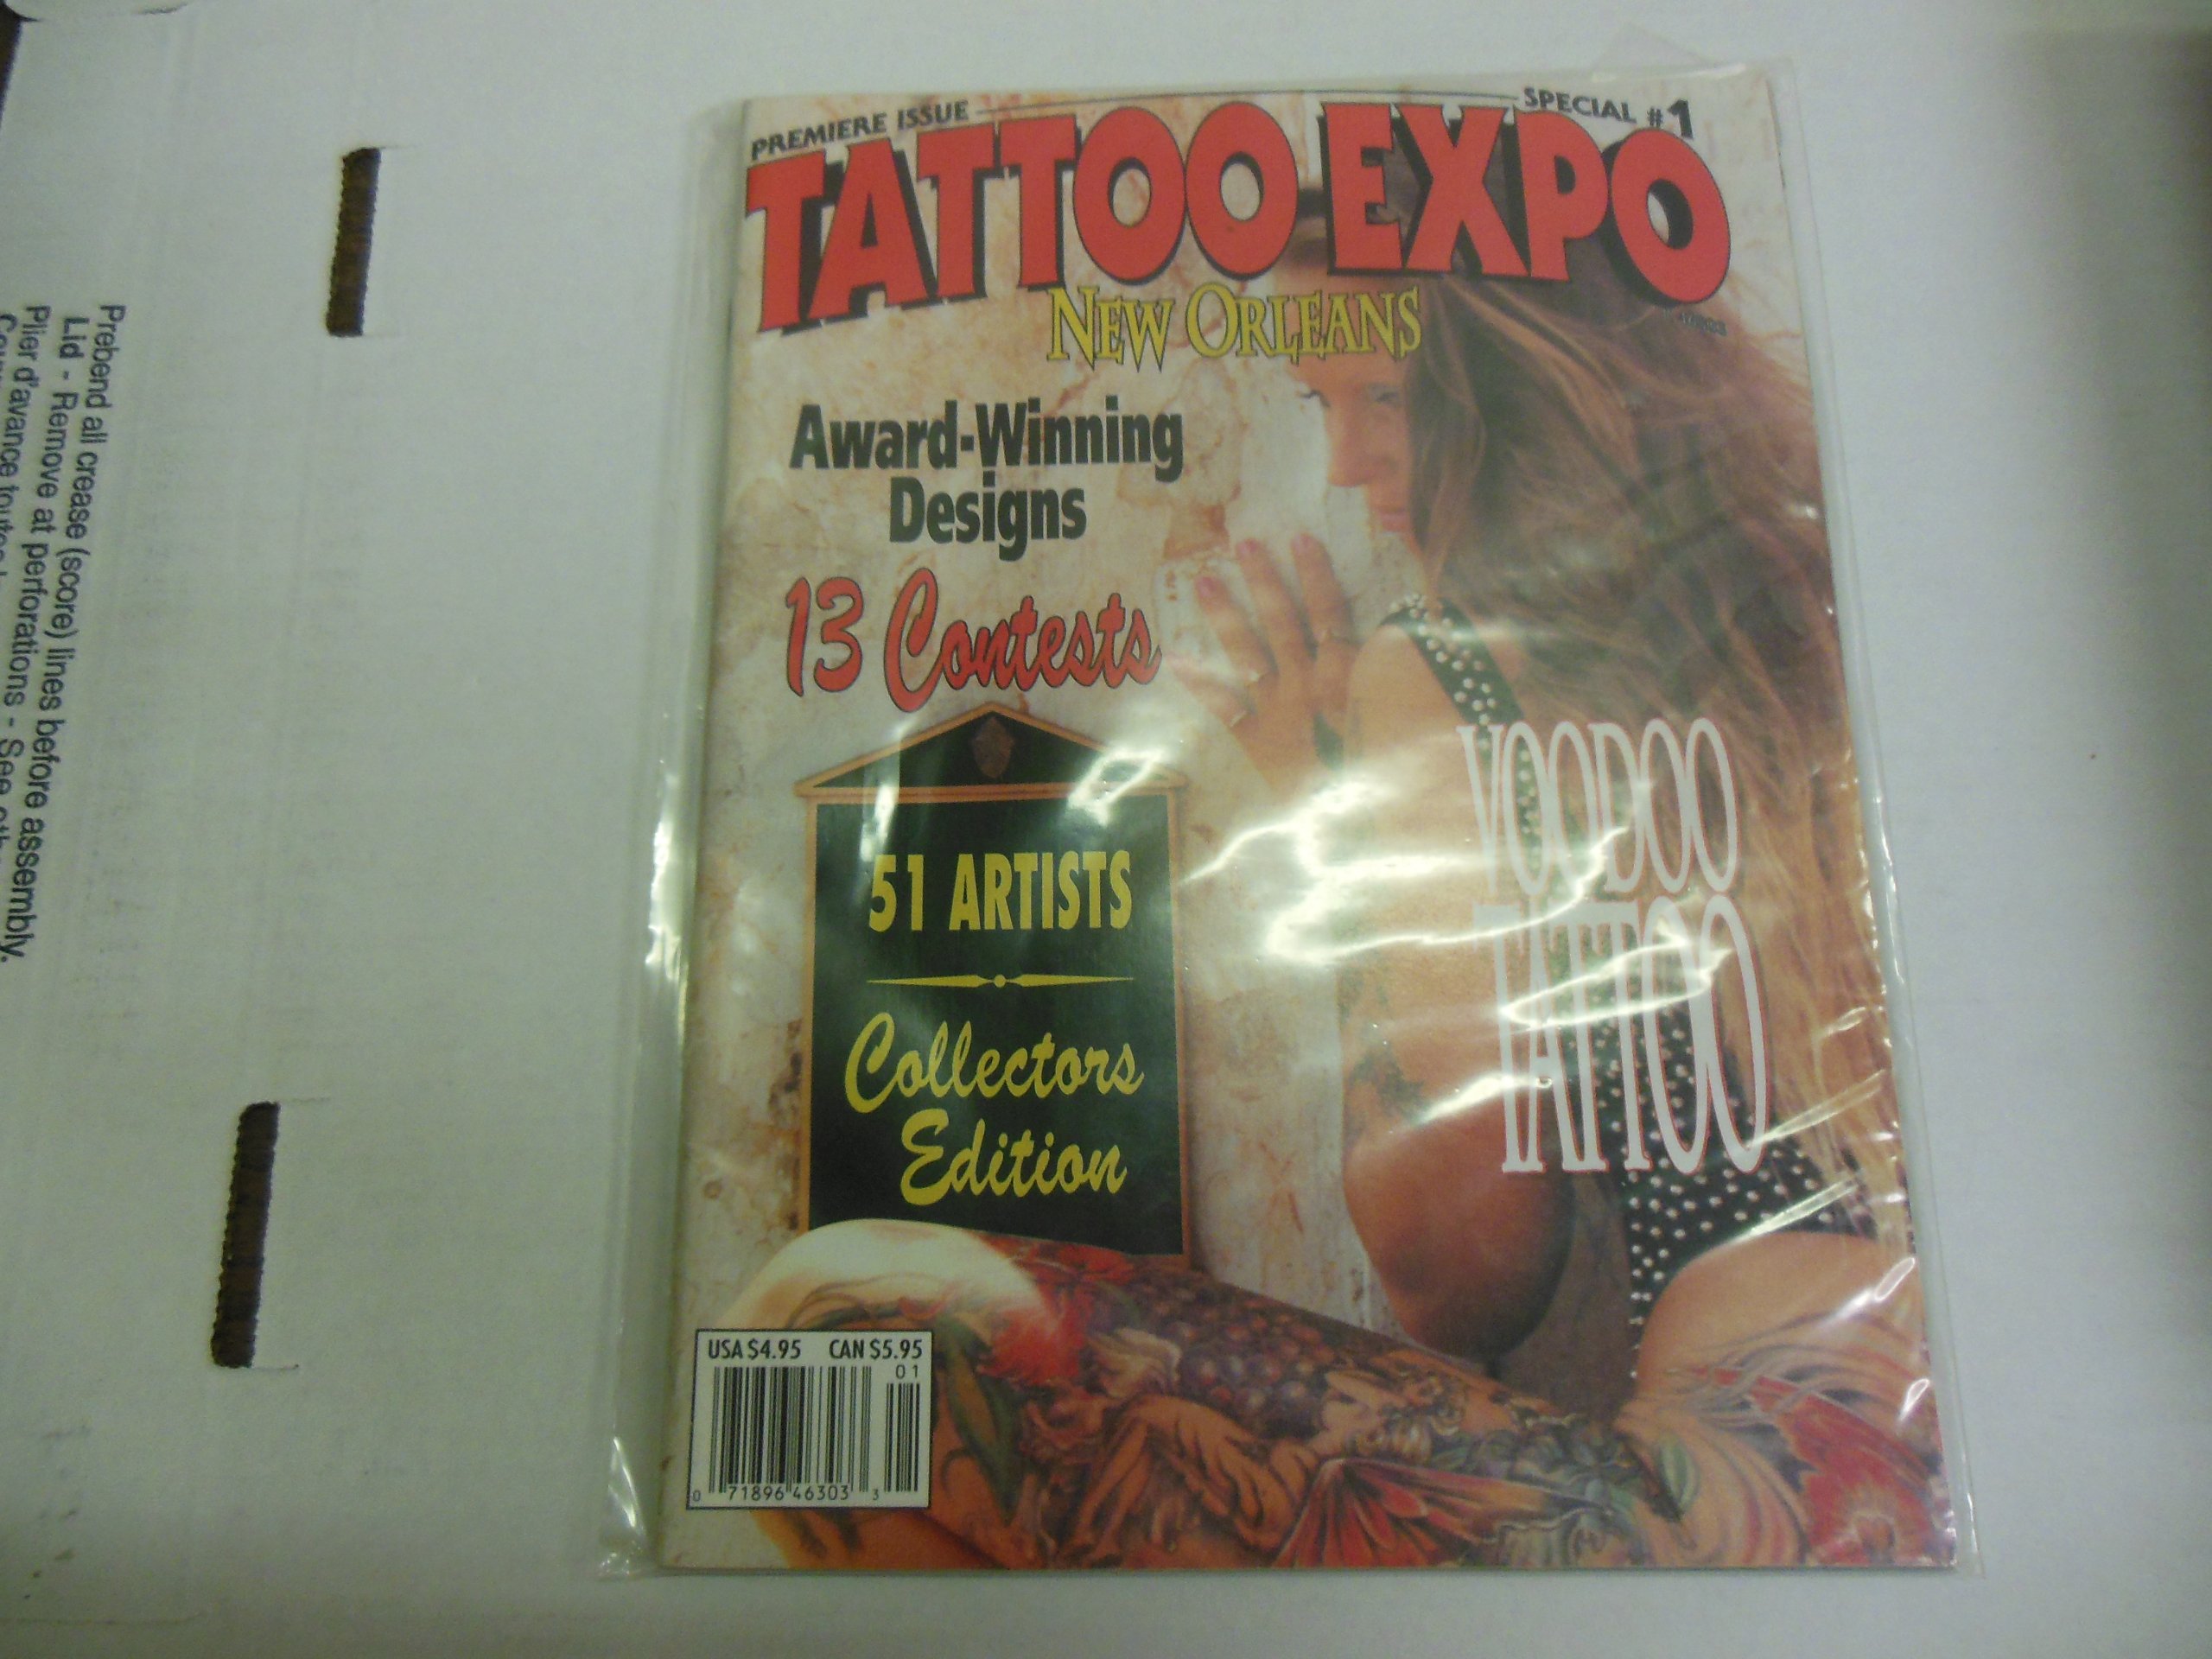 PREMIERE ISSUE
SPECIAL #1
TATTOO EXPO
NEW ORLEANS
Award-Winning
Designs
13 Contests
51 ARTISTS
Collectors
Edition
VOODOO
TATTOO
USA $4.95 CAN $5.95
01
0 71896 46303 3
Prebend all crease (score) lines before assembly.
Lid - Remove at perforations - See
Plier d'avance